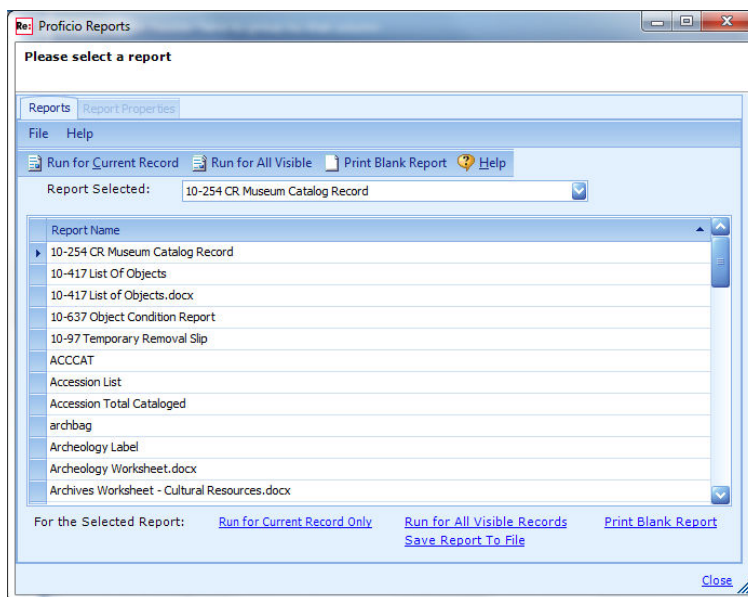 Re: Proficio Reports
Please select a report
Reports Report Properties
File Help
Run for Current Record Run for All Visible Print Blank Report Help
Report Selected: 10-254 CR Museum Catalog Record
Report Name
10-254 CR Museum Catalog Record
10-417 List Of Objects
10-417 List of Objects.docx
10-637 Object Condition Report
10-97 Temporary Removal Slip
ACCCAT
Accession List
Accession Total Cataloged
archbag
Archeology Label
Archeology Worksheet.docx
Archives Worksheet - Cultural Resources.docx
For the Selected Report: Run for Current Record Only Run for All Visible Records Print Blank Report
Save Report To File
Close